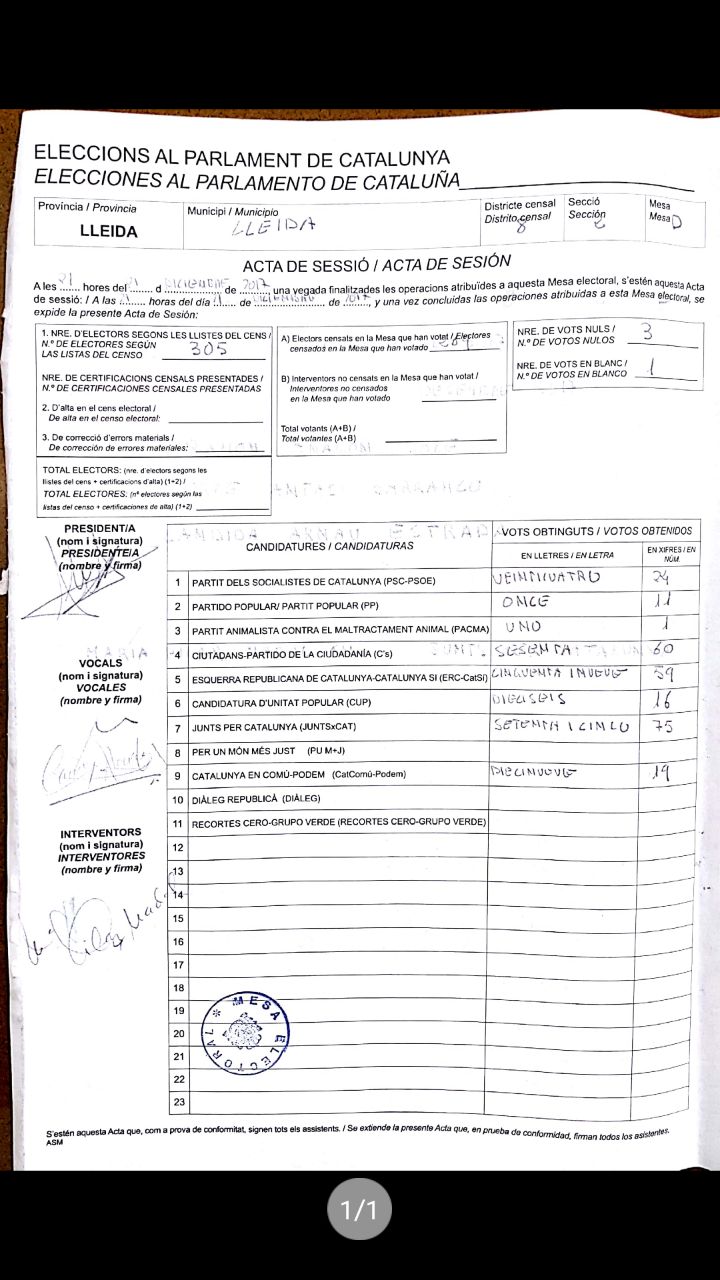 ELECCIONS AL PARLAMENT DE CATALUNYA
ELECCIONES AL PARLAMENTO DE CATALUÑA
Província / Provincia
LLEIDA
Municipi / Municipio
LLEIDA
Districte censal
Distrito censal
8
Secció
Sección
Mesa
Mesa D
ACTA DE SESSIÓ / ACTA DE SESIÓN
A les 21 hores del 21 d DICIEMBRE de 2017 una vegada finalitzades les operacions atribuïdes a aquesta Mesa electoral, s'estén aquesta Acta
de sessió: / A las horas del día de DICIEMBRE de 2017, y una vez concluidas las operaciones atribuidas a esta Mesa electoral, se
expide la presente Acta de Sesión:
1. NRE. D'ELECTORS SEGONS LES LLISTES DEL CENS /
N.º DE ELECTORES SEGÚN
LAS LISTAS DEL CENSO 305
NRE. DE CERTIFICACIONS CENSALS PRESENTADES /
N.º DE CERTIFICACIONES CENSALES PRESENTADAS
2. D'alta en el cens electoral /
De alta en el censo electoral:
3. De correcció d'errors materials /
De corrección de errores materiales:
TOTAL ELECTORS: (nre. d'electors segons les
llistes del cens + certificacions d'alta) (1+2) /
TOTAL ELECTORES: (nº electores según las
listas del censo + certificaciones de alta) (1+2)
A) Electors censats en la Mesa que han votat / Electores
censados en la Mesa que han votado
B) Interventors no censats en la Mesa que han votat /
Interventores no censados
en la Mesa que han votado
Total votants (A+B) /
Total votantes (A+B)
NRE. DE VOTS NULS /
N.º DE VOTOS NULOS 3
NRE. DE VOTS EN BLANC /
N.º DE VOTOS EN BLANCO 1
PRESIDENT/A
(nom i signatura)
PRESIDENTE/A
(nombre y firma)
VOCALS
(nom i signatura)
VOCALES
(nombre y firma)
INTERVENTORS
(nom i signatura)
INTERVENTORES
(nombre y firma)
CANDIDATURES / CANDIDATURAS
VOTS OBTINGUTS / VOTOS OBTENIDOS
EN LLETRES / EN LETRA
EN XIFRES / EN
NÚM.
1 PARTIT DELS SOCIALISTES DE CATALUNYA (PSC-PSOE) VEINTICUATRO 24
2 PARTIDO POPULAR/ PARTIT POPULAR (PP) ONCE 11
3 PARTIT ANIMALISTA CONTRA EL MALTRACTAMENT ANIMAL (PACMA) UNO 1
4 CIUTADANS-PARTIDO DE LA CIUDADANÍA (C's) SESENTA 60
5 ESQUERRA REPUBLICANA DE CATALUNYA-CATALUNYA SÍ (ERC-CatSí) CINQUENTA INUEVE 59
6 CANDIDATURA D'UNITAT POPULAR (CUP) DIECISEIS 16
7 JUNTS PER CATALUNYA (JUNTSxCAT) SETENTA I CINCO 75
8 PER UN MÓN MÉS JUST (PU M+J)
9 CATALUNYA EN COMÚ-PODEM (CatComú-Podem) DIECINUEVE 19
10 DIÀLEG REPUBLICÀ (DIÀLEG)
11 RECORTES CERO-GRUPO VERDE (RECORTES CERO-GRUPO VERDE)
12
13
14
15
16
17
18
19
20
21
22
23
MESA ELECTORAL
S'estén aquesta Acta que, com a prova de conformitat, signen tots els assistents. / Se extiende la presente Acta que, en prueba de conformidad, firman todos los asistentes.
ASM
1/1